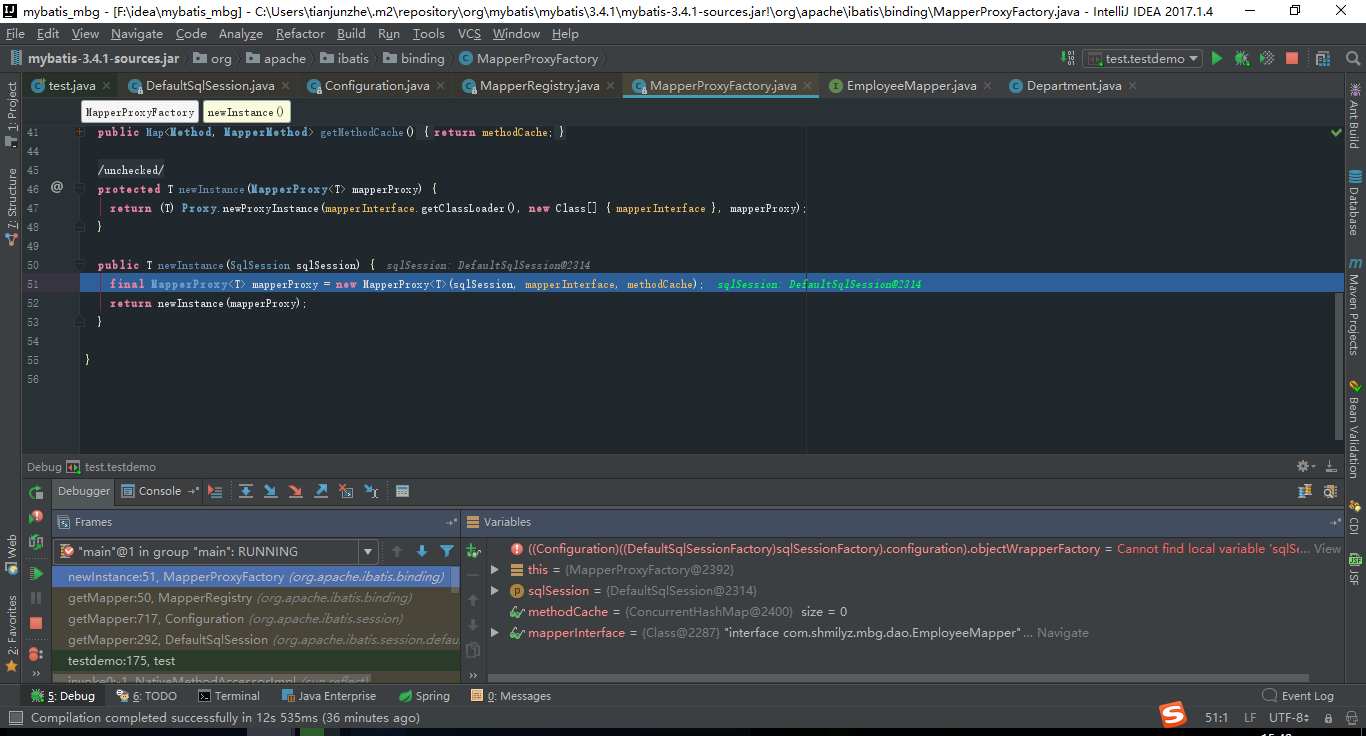 mybatis_mbg - [F:\idea\mybatis_mbg] - C:\Users\tianjunzhe\.m2\repository\org\mybatis\mybatis\3.4.1\mybatis-3.4.1-sources.jar!\org\apache\ibatis\binding\MapperProxyFactory.java - IntelliJ IDEA 2017.1.4
File Edit View Navigate Code Analyze Refactor Build Run Tools VCS Window Help
mybatis-3.4.1-sources.jar org apache ibatis binding MapperProxyFactory test.testdemo
test.java DefaultSqlSession.java Configuration.java MapperRegistry.java MapperProxyFactory.java EmployeeMapper.java Department.java
MapperProxyFactory newInstance()
41 public Map<Method, MapperMethod> getMethodCache() { return methodCache; }
44
45 /unchecked/
46 @ protected T newInstance(MapperProxy<T> mapperProxy) {
47 return (T) Proxy.newProxyInstance(mapperInterface.getClassLoader(), new Class[] { mapperInterface }, mapperProxy);
48 }
49
50 public T newInstance(SqlSession sqlSession) { sqlSession: DefaultSqlSession@2314
51 final MapperProxy<T> mapperProxy = new MapperProxy<T>(sqlSession, mapperInterface, methodCache); sqlSession: DefaultSqlSession@2314
52 return newInstance(mapperProxy);
53 }
54
55 }
56
1: Project
7: Structure
Web
2: Favorites
Ant Build
Database
Maven Projects
Bean Validation
CDI
JSF
Debug test.testdemo
Debugger Console
Frames
"main"@1 in group "main": RUNNING
newInstance:51, MapperProxyFactory (org.apache.ibatis.binding)
getMapper:50, MapperRegistry (org.apache.ibatis.binding)
getMapper:717, Configuration (org.apache.ibatis.session)
getMapper:292, DefaultSqlSession (org.apache.ibatis.session.defau
testdemo:175, test
invoke0:-1, NativeMethodAccessorImpl (sun.reflect)
Variables
((Configuration)((DefaultSqlSessionFactory)sqlSessionFactory).configuration).objectWrapperFactory = Cannot find local variable 'sqlSe... View
this = {MapperProxyFactory@2392}
sqlSession = {DefaultSqlSession@2314}
methodCache = {ConcurrentHashMap@2400} size = 0
mapperInterface = {Class@2287} "interface com.shmilyz.mbg.dao.EmployeeMapper"... Navigate
5: Debug 6: TODO Terminal Java Enterprise Spring 0: Messages Event Log
Compilation completed successfully in 12s 535ms (36 minutes ago) 51:1 LF UTF-8